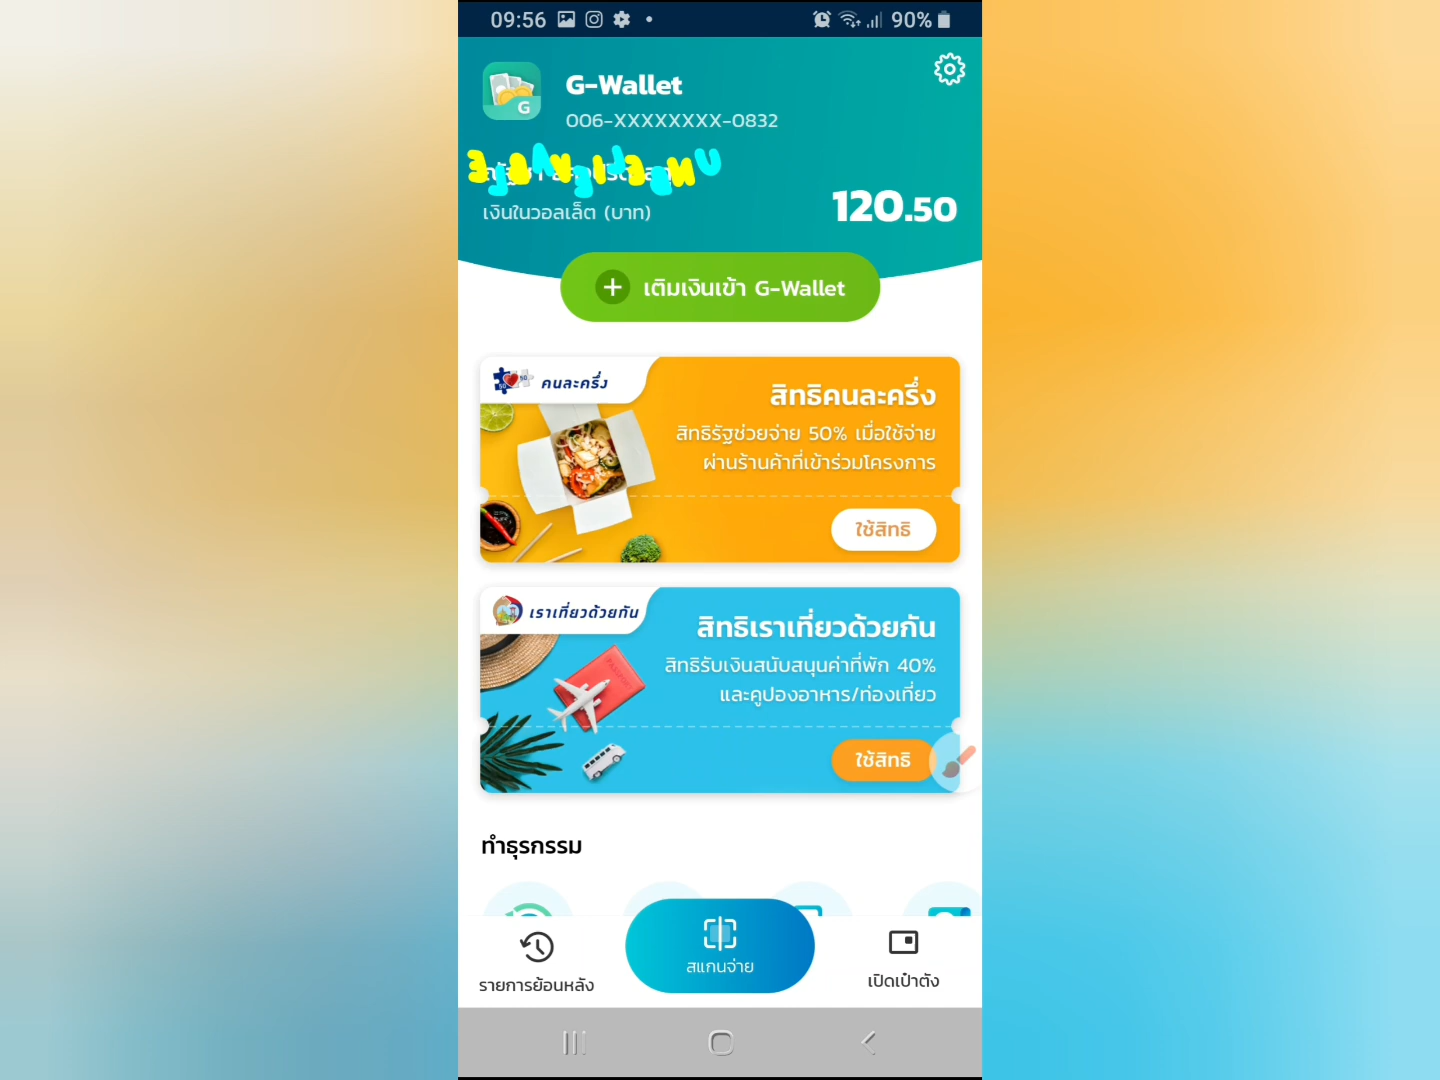 09:56
90%
G-Wallet
006-XXXXXXXX-0832
เงินในวอลเล็ต (บาท)
120.50
เติมเงินเข้า G-Wallet
คนละครึ่ง
สิทธิคนละครึ่ง
สิทธิรัฐช่วยจ่าย 50% เมื่อใช้จ่าย
ผ่านร้านค้าที่เข้าร่วมโครงการ
ใช้สิทธิ
เราเที่ยวด้วยกัน
สิทธิเราเที่ยวด้วยกัน
สิทธิรับเงินสนับสนุนค่าที่พัก 40%
และคูปองอาหาร/ท่องเที่ยว
ใช้สิทธิ
ทำธุรกรรม
รายการย้อนหลัง
สแกนจ่าย
เปิดเป๋าตัง